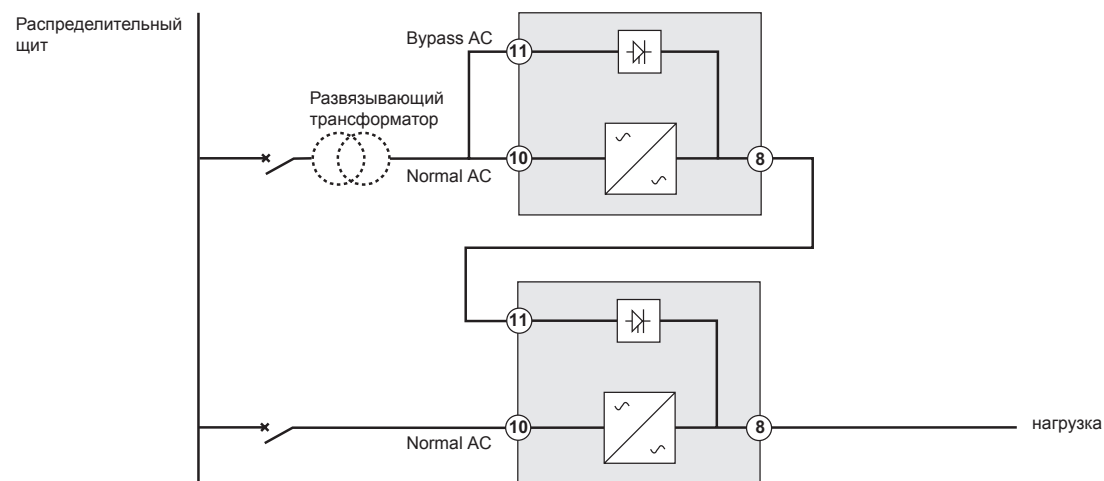 Распределительный
щит
Bypass AC
11
Развязывающий
трансформатор
10
8
Normal AC
11
10
8
нагрузка
Normal AC